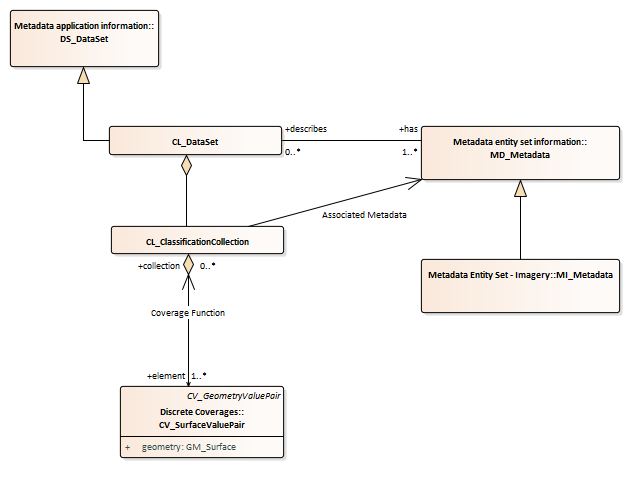 Metadata application information::
DS_DataSet
CL_DataSet
+describes
+has
0..*
1..*
Metadata entity set information::
MD_Metadata
Associated Metadata
CL_ClassificationCollection
+collection
0..*
Metadata Entity Set - Imagery::MI_Metadata
Coverage Function
+element
1..*
CV_GeometryValuePair
Discrete Coverages::
CV_SurfaceValuePair
+ geometry: GM_Surface